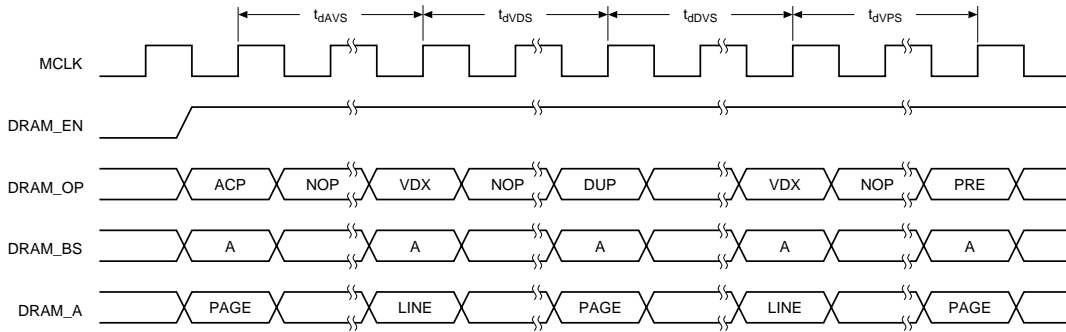 tdAVS tdVDS tdDVS tdVPS
MCLK
DRAM_EN
DRAM_OP ACP NOP VDX NOP DUP VDX NOP PRE
DRAM_BS A A A A A
DRAM_A PAGE LINE PAGE LINE PAGE